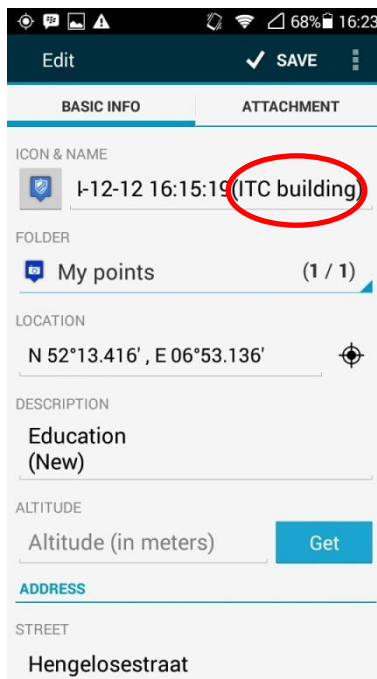 68% 16:23
Edit SAVE
BASIC INFO ATTACHMENT
ICON & NAME
-12-12 16:15:19(ITC building)
FOLDER
My points (1 / 1)
LOCATION
N 52°13.416' , E 06°53.136'
DESCRIPTION
Education
(New)
ALTITUDE
Altitude (in meters) Get
ADDRESS
STREET
Hengelosestraat